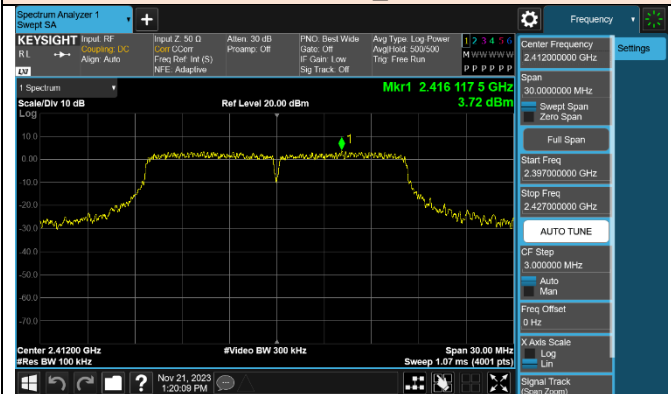 Spectrum Analyzer 1
Swept SA
+
Frequency
KEYSIGHT
RL
LXI
Input: RF
Coupling: DC
Align: Auto
Input Z: 50 Ω
Corr CCorr
Freq Ref: Int (S)
NFE: Adaptive
Atten: 30 dB
Preamp: Off
PNO: Best Wide
Gate: Off
IF Gain: Low
Sig Track: Off
Avg Type: Log-Power
Avg|Hold: 500/500
Trig: Free Run
1 2 3 4 5 6
M W W W W W
P P P P P P
1 Spectrum
Scale/Div 10 dB
Log
Ref Level 20.00 dBm
Mkr1 2.416 117 5 GHz
3.72 dBm
1
10.0
0.00
-10.0
-20.0
-30.0
-40.0
-50.0
-60.0
-70.0
Center 2.41200 GHz
#Res BW 100 kHz
#Video BW 300 kHz
Span 30.00 MHz
Sweep 1.07 ms (4001 pts)
Nov 21, 2023
1:20:09 PM
?
Center Frequency
2.412000000 GHz
Settings
Span
30.0000000 MHz
Swept Span
Zero Span
Full Span
Start Freq
2.397000000 GHz
Stop Freq
2.427000000 GHz
AUTO TUNE
CF Step
3.000000 MHz
Auto
Man
Freq Offset
0 Hz
X Axis Scale
Log
Lin
Signal Track
(Span Zoom)